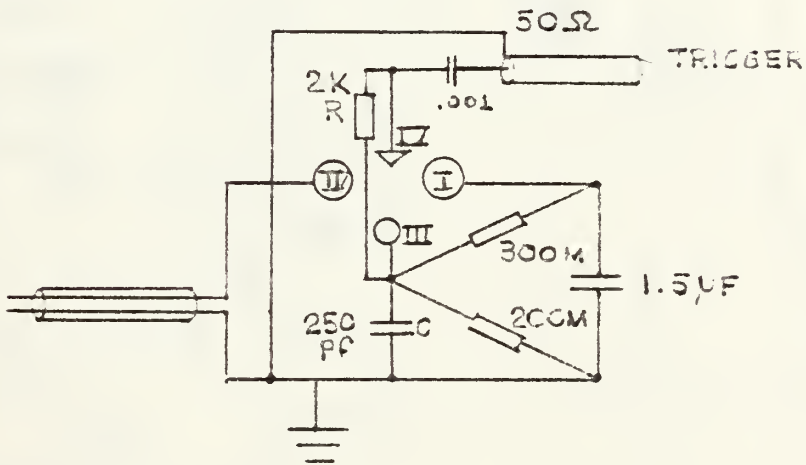 50Ω
TRIGGER
2K
R
.001
IV
II
I
III
300M
1.5µF
250
pf
C
200M